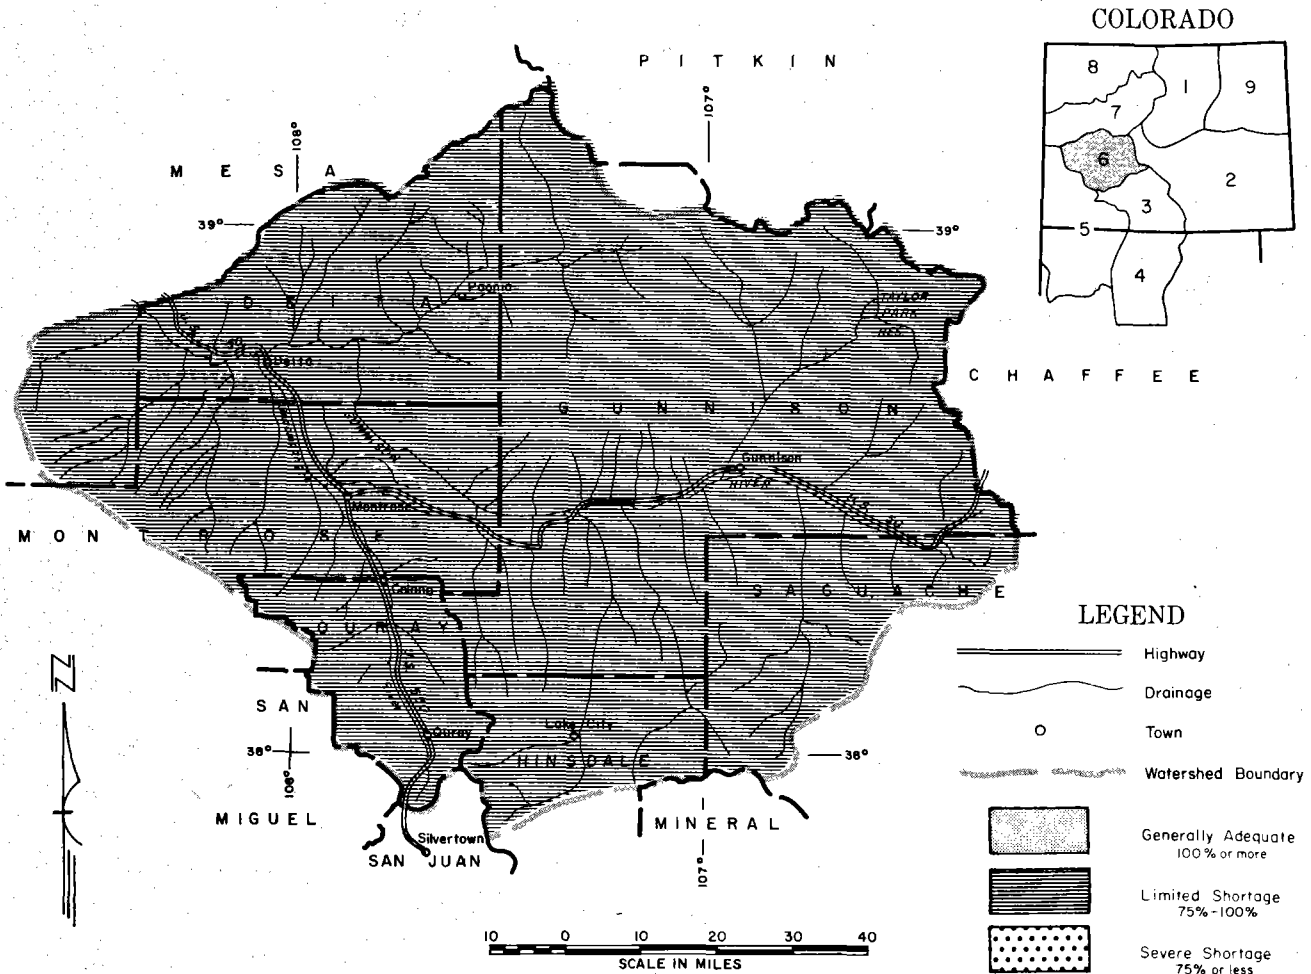 COLORADO
8
1
9
7
6
2
3
5
4
PITKIN
107°
108°
MESA
39°
39°
DELTA
Paonia
TAYLOR
PARK
RES.
Delta
CHAFFEE
GUNNISON
Gunnison
RIVER
Montrose
MONTROSE
SAGUACHE
Colona
OURAY
U.S.
SAN
Ouray
Lake City
38°
38°
HINSDALE
108°
MIGUEL
MINERAL
Silvertown
SAN JUAN
107°
N
LEGEND
Highway
Drainage
Town
Watershed Boundary
Generally Adequate
100% or more
Limited Shortage
75%-100%
Severe Shortage
75% or less
10 0 10 20 30 40
SCALE IN MILES